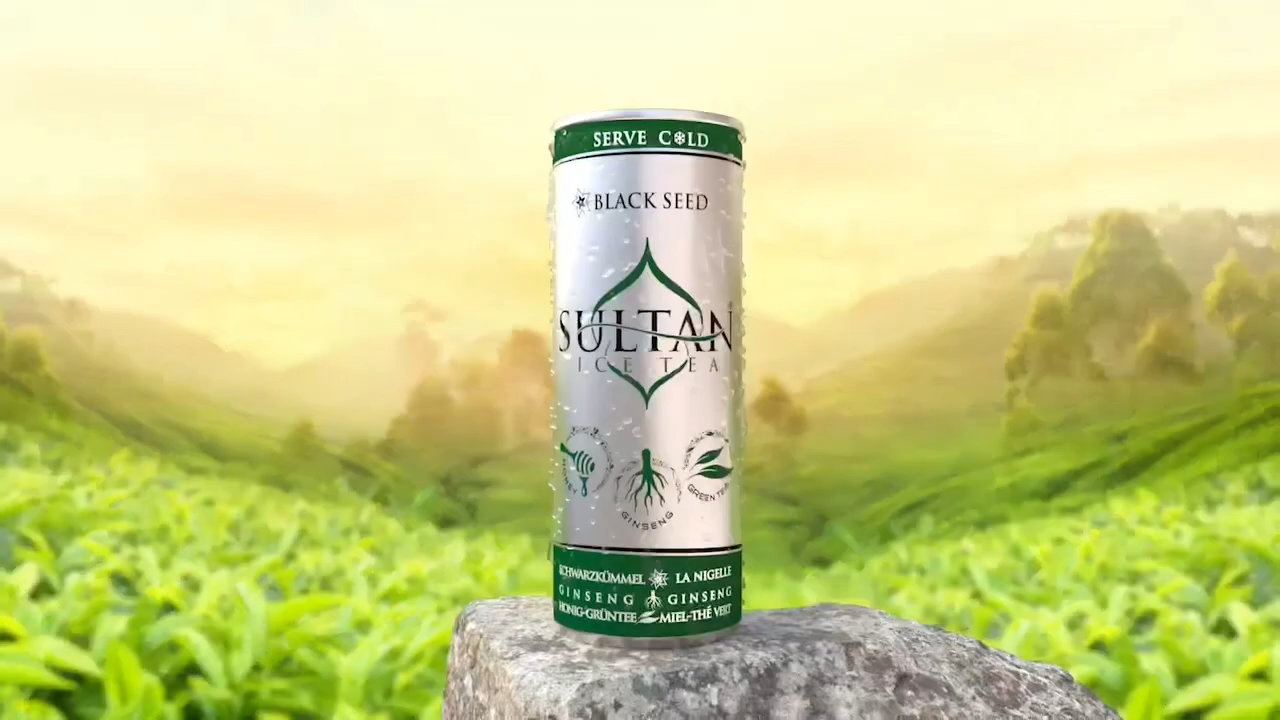 SERVE COLD
BLACK SEED
SULTAN
ICE TEA
HONEY
GINSENG
GREEN TEA
SCHWARZKÜMMEL LA NIGELLE
GINSENG GINSENG
HONIG-GRÜNTEE MIEL-THÉ VERT